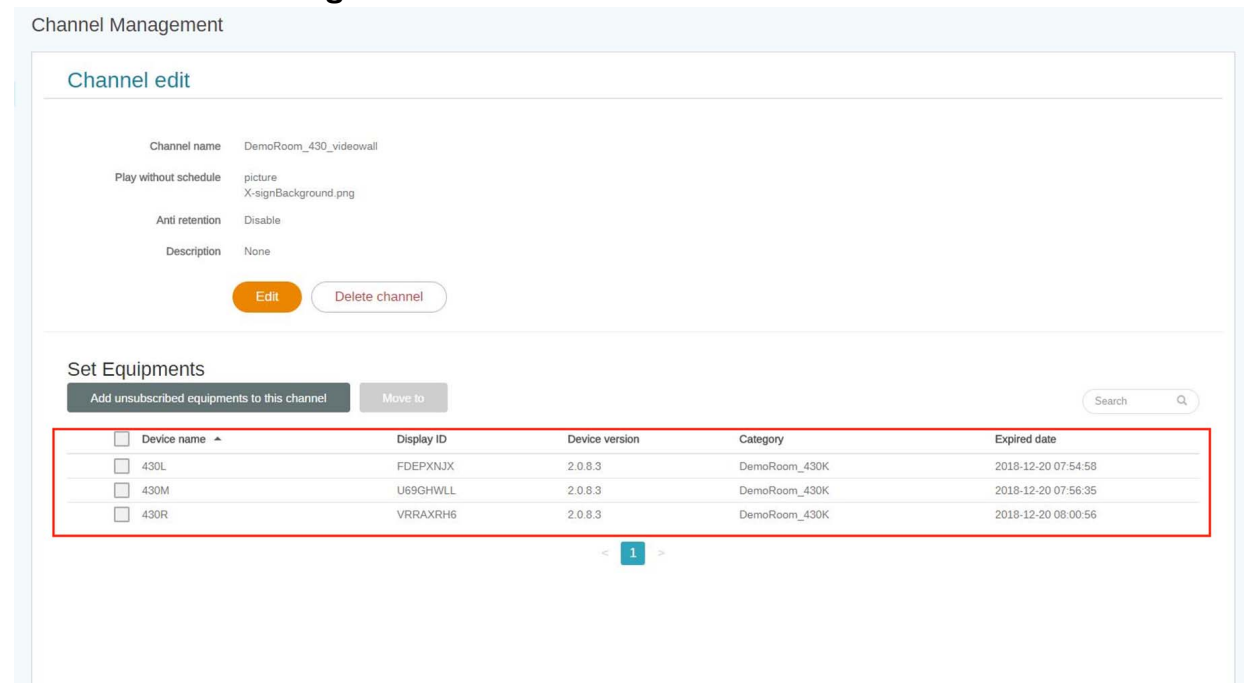 Channel Management
Channel edit
Channel name DemoRoom_430_videowall
Play without schedule picture
X-signBackground.png
Anti retention Disable
Description None
Edit Delete channel
Set Equipments
Add unsubscribed equipments to this channel Move to Search
Device name Display ID Device version Category Expired date
430L FDEPXNJX 2.0.8.3 DemoRoom_430K 2018-12-20 07:54:58
430M U69GHWLL 2.0.8.3 DemoRoom_430K 2018-12-20 07:56:35
430R VRRAXRH6 2.0.8.3 DemoRoom_430K 2018-12-20 08:00:56
< 1 >